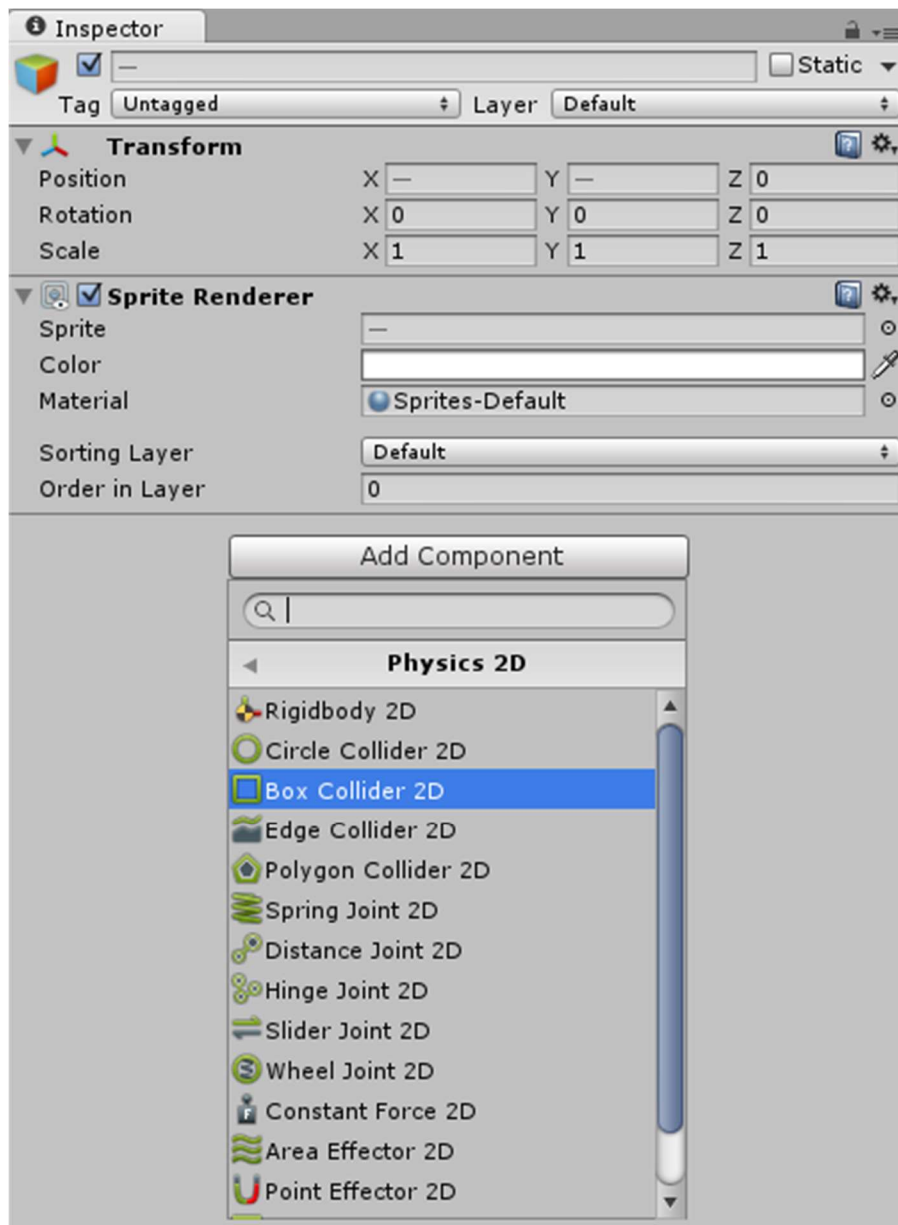 Inspector
— Static
Tag Untagged Layer Default
Transform
Position X — Y — Z 0
Rotation X 0 Y 0 Z 0
Scale X 1 Y 1 Z 1
Sprite Renderer
Sprite —
Color
Material Sprites-Default
Sorting Layer Default
Order in Layer 0
Add Component
Physics 2D
Rigidbody 2D
Circle Collider 2D
Box Collider 2D
Edge Collider 2D
Polygon Collider 2D
Spring Joint 2D
Distance Joint 2D
Hinge Joint 2D
Slider Joint 2D
Wheel Joint 2D
Constant Force 2D
Area Effector 2D
Point Effector 2D